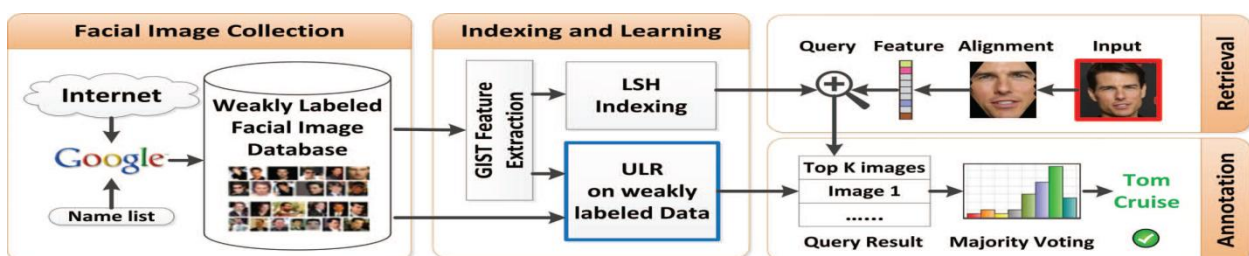 Facial Image Collection
Internet
Google
Name list
Weakly Labeled
Facial Image
Database
Indexing and Learning
GIST Feature
Extraction
LSH
Indexing
ULR
on weakly
labeled Data
Query
Feature
Alignment
Input
Retrieval
Top K images
Image 1
......
Query Result
Majority Voting
Tom
Cruise
Annotation